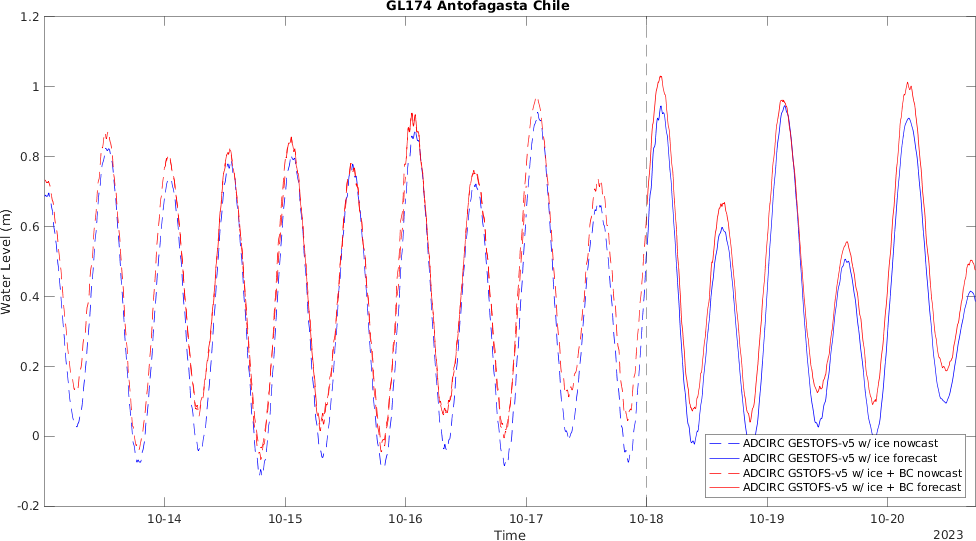 GL174 Antofagasta Chile
1.2
1
0.8
0.6
0.4
0.2
0
-0.2
Water Level (m)
10-14 10-15 10-16 10-17 10-18 10-19 10-20
Time
2023
ADCIRC GESTOFS-v5 w/ ice nowcast
ADCIRC GESTOFS-v5 w/ ice forecast
ADCIRC GSTOFS-v5 w/ ice + BC nowcast
ADCIRC GSTOFS-v5 w/ ice + BC forecast